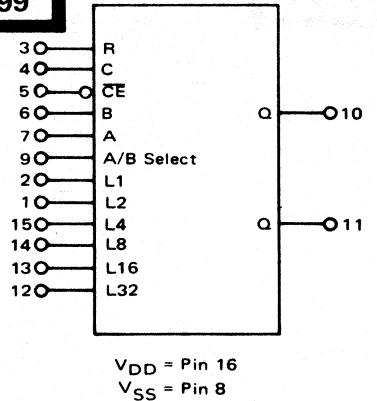 99
3 R
4 C
5 C̅E̅
6 B
7 A
9 A/B Select
2 L1
1 L2
15 L4
14 L8
13 L16
12 L32
Q 10
Q 11
VDD = Pin 16
VSS = Pin 8